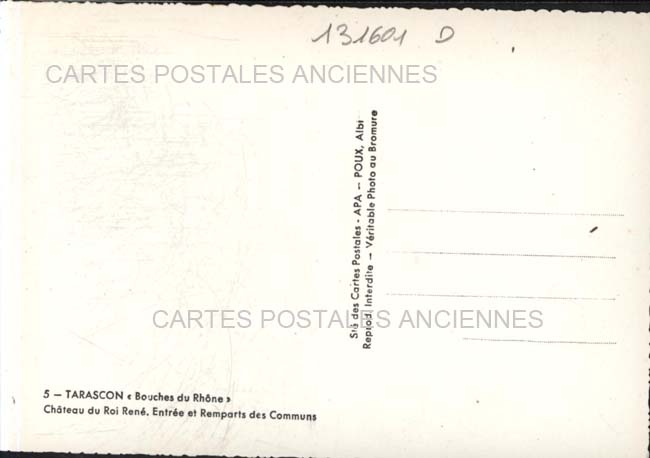 131601 D
CARTES POSTALES ANCIENNES
Sté des Cartes Postales - APA -- POUX, Albi
Reprod. Interdite -- Véritable Photo au Bromure
CARTES POSTALES ANCIENNES
5 -- TARASCON « Bouches du Rhône »
Château du Roi René. Entrée et Remparts des Communs